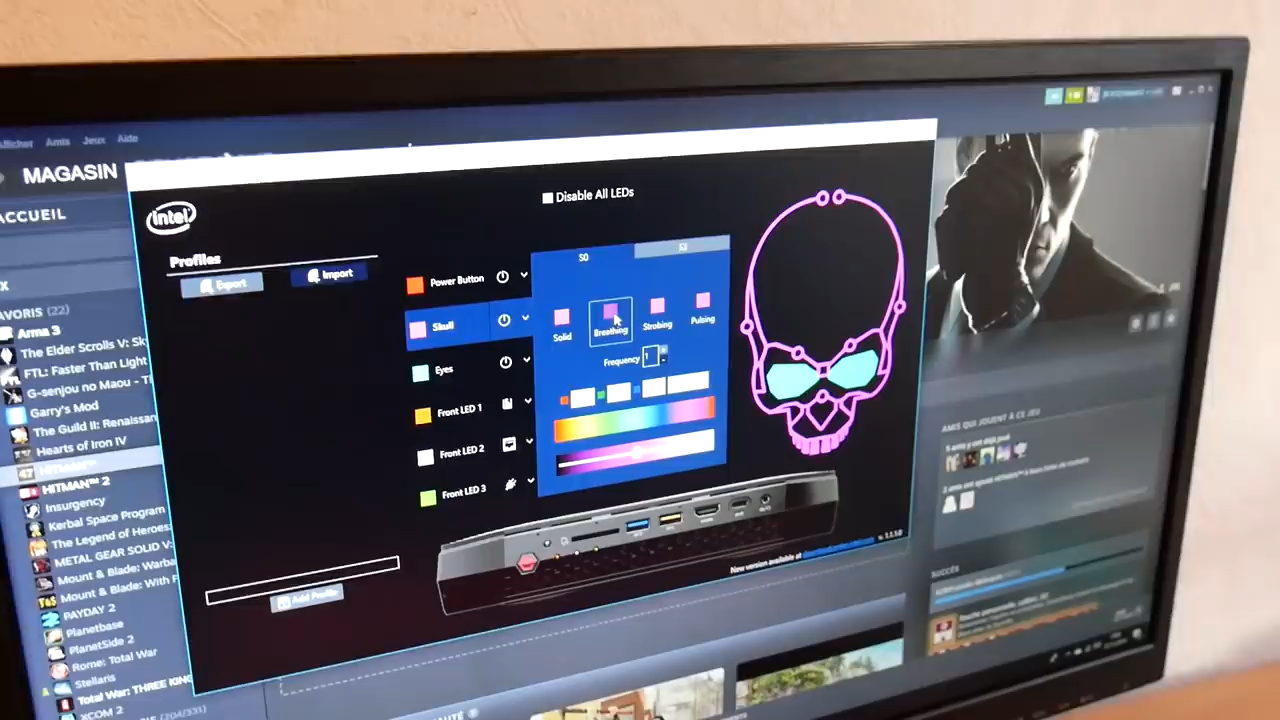 Amis
Jeux
Aide
MAGASIN
ACCUEIL
(22)
Arma 3
The Elder Scrolls V: Sk
FTL: Faster Than Light
G-senjou no Maou - Th
Garry's Mod
The Guild II: Renaissan
Hearts of Iron IV
HITMAN™
HITMAN™ 2
Insurgency
Kerbal Space Program
The Legend of Heroes:
METAL GEAR SOLID V:
Mount & Blade: Warba
Mount & Blade: With F
PAYDAY 2
Planetbase
PlanetSide 2
Rome: Total War
Stellaris
Total War: THREE KING
XCOM 2
intel
Profiles
Export
Import
Add Profile
Disable All LEDs
Power Button
Skull
Eyes
Front LED 1
Front LED 2
Front LED 3
S0
S3
Solid
Breathing
Strobing
Pulsing
Frequency
1
New version available at
AMIS QUI JOUENT À CE JEU
SUCCÈS